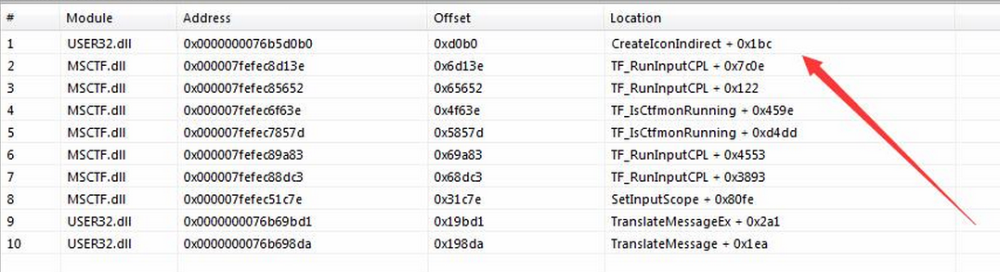 # Module Address Offset Location
1 USER32.dll 0x0000000076b5d0b0 0xd0b0 CreateIconIndirect + 0x1bc
2 MSCTF.dll 0x000007fefec8d13e 0x6d13e TF_RunInputCPL + 0x7c0e
3 MSCTF.dll 0x000007fefec85652 0x65652 TF_RunInputCPL + 0x122
4 MSCTF.dll 0x000007fefec6f63e 0x4f63e TF_IsCtfmonRunning + 0x459e
5 MSCTF.dll 0x000007fefec7857d 0x5857d TF_IsCtfmonRunning + 0xd4dd
6 MSCTF.dll 0x000007fefec89a83 0x69a83 TF_RunInputCPL + 0x4553
7 MSCTF.dll 0x000007fefec88dc3 0x68dc3 TF_RunInputCPL + 0x3893
8 MSCTF.dll 0x000007fefec51c7e 0x31c7e SetInputScope + 0x80fe
9 USER32.dll 0x0000000076b69bd1 0x19bd1 TranslateMessageEx + 0x2a1
10 USER32.dll 0x0000000076b698da 0x198da TranslateMessage + 0x1ea